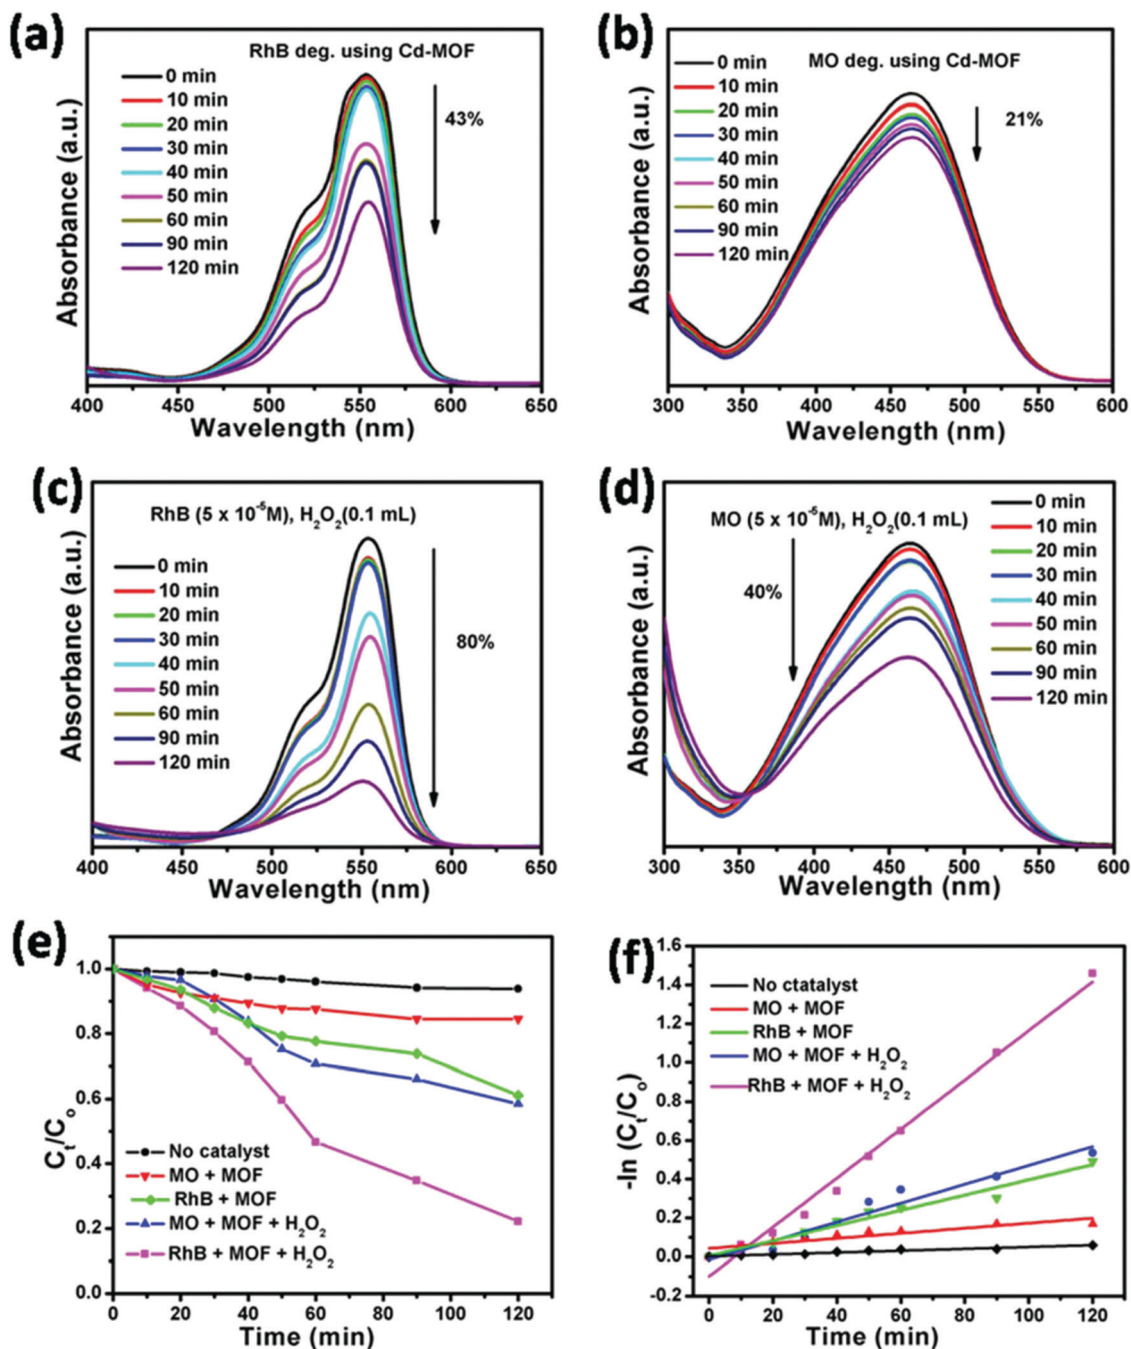 (a)
RhB deg. using Cd-MOF
0 min
10 min
20 min
30 min
40 min
50 min
60 min
90 min
120 min
43%
Absorbance (a.u.)
400 450 500 550 600 650
Wavelength (nm)
(b)
MO deg. using Cd-MOF
0 min
10 min
20 min
30 min
40 min
50 min
60 min
90 min
120 min
21%
Absorbance (a.u.)
300 350 400 450 500 550 600
Wavelength (nm)
(c)
RhB (5 x 10⁻⁵M), H₂O₂(0.1 mL)
0 min
10 min
20 min
30 min
40 min
50 min
60 min
90 min
120 min
80%
Absorbance (a.u.)
400 450 500 550 600 650
Wavelength (nm)
(d)
MO (5 x 10⁻⁵M), H₂O₂(0.1 mL)
0 min
10 min
20 min
30 min
40 min
50 min
60 min
90 min
120 min
40%
Absorbance (a.u.)
300 350 400 450 500 550 600
Wavelength (nm)
(e)
1.0
0.8
0.6
0.4
0.2
0.0
Cₜ/Cₒ
No catalyst
MO + MOF
RhB + MOF
MO + MOF + H₂O₂
RhB + MOF + H₂O₂
0 20 40 60 80 100 120
Time (min)
(f)
1.6
1.4
1.2
1.0
0.8
0.6
0.4
0.2
0.0
-0.2
-ln (Cₜ/Cₒ)
No ctatalyst
MO + MOF
RhB + MOF
MO + MOF + H₂O₂
RhB + MOF + H₂O₂
0 20 40 60 80 100 120
Time (min)